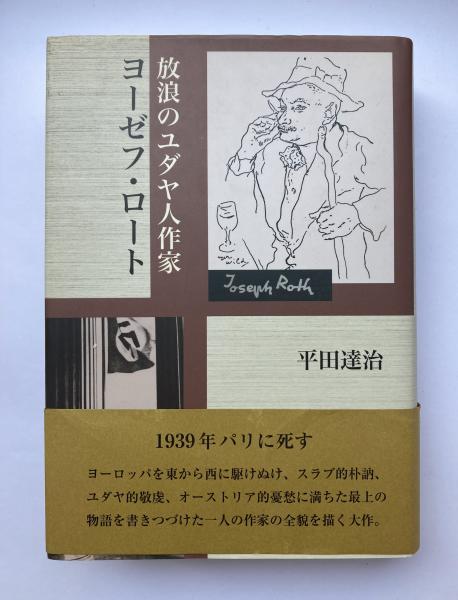 放浪のユダヤ人作家
ヨーゼフ・ロート
Joseph Roth
平田達治
1939年パリに死す
ヨーロッパを東から西に駆けぬけ、スラブ的朴訥、
ユダヤ的敬虔、オーストリア的憂愁に満ちた最上の
物語を書きつづけた一人の作家の全貌を描く大作。